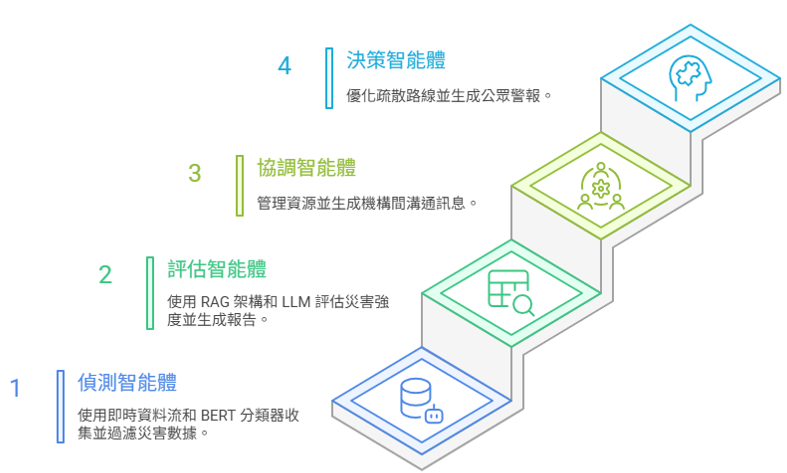 4
決策智能體
優化疏散路線並生成公眾警報。
3
協調智能體
管理資源並生成機構間溝通訊息。
2
評估智能體
使用 RAG 架構和 LLM 評估災害強
度並生成報告。
1
偵測智能體
使用即時資料流和 BERT 分類器收
集並過濾災害數據。